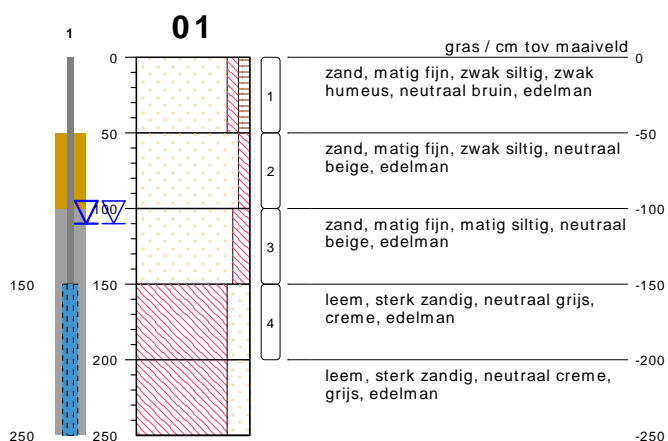 01
1
gras / cm tov maaiveld
0
0
zand, matig fijn, zwak siltig, zwak
humeus, neutraal bruin, edelman
1
50
-50
zand, matig fijn, zwak siltig, neutraal
beige, edelman
2
100
-100
zand, matig fijn, matig siltig, neutraal
beige, edelman
3
150
150
-150
leem, sterk zandig, neutraal grijs,
creme, edelman
4
200
-200
leem, sterk zandig, neutraal creme,
grijs, edelman
250
250
-250